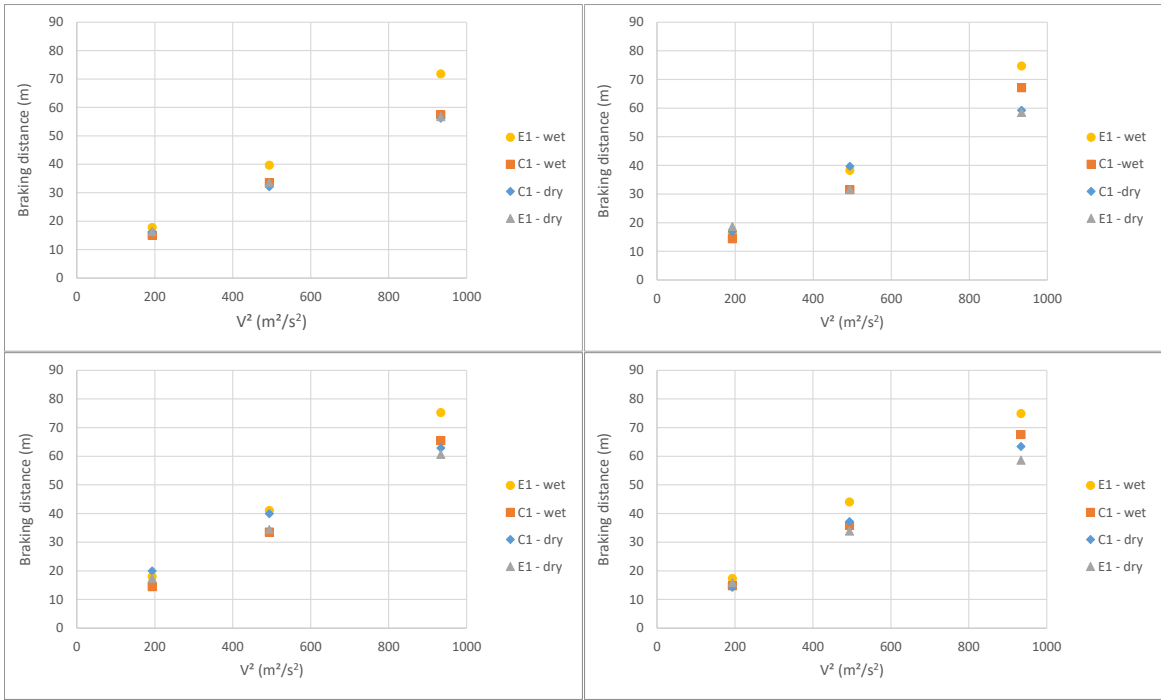 90
80
70
60
50
40
30
20
10
0
Braking distance (m)
0 200 400 600 800 1000
V² (m²/s²)
E1 - wet
C1 - wet
C1 - dry
E1 - dry
90
80
70
60
50
40
30
20
10
0
Braking distance (m)
0 200 400 600 800 1000
V² (m²/s²)
E1 - wet
C1 -wet
C1 -dry
E1 - dry
90
80
70
60
50
40
30
20
10
0
Braking distance (m)
0 200 400 600 800 1000
V² (m²/s²)
E1 - wet
C1 - wet
C1 - dry
E1 - dry
90
80
70
60
50
40
30
20
10
0
Braking distance (m)
0 200 400 600 800 1000
V² (m²/s²)
E1 - wet
C1 - wet
C1 - dry
E1 - dry